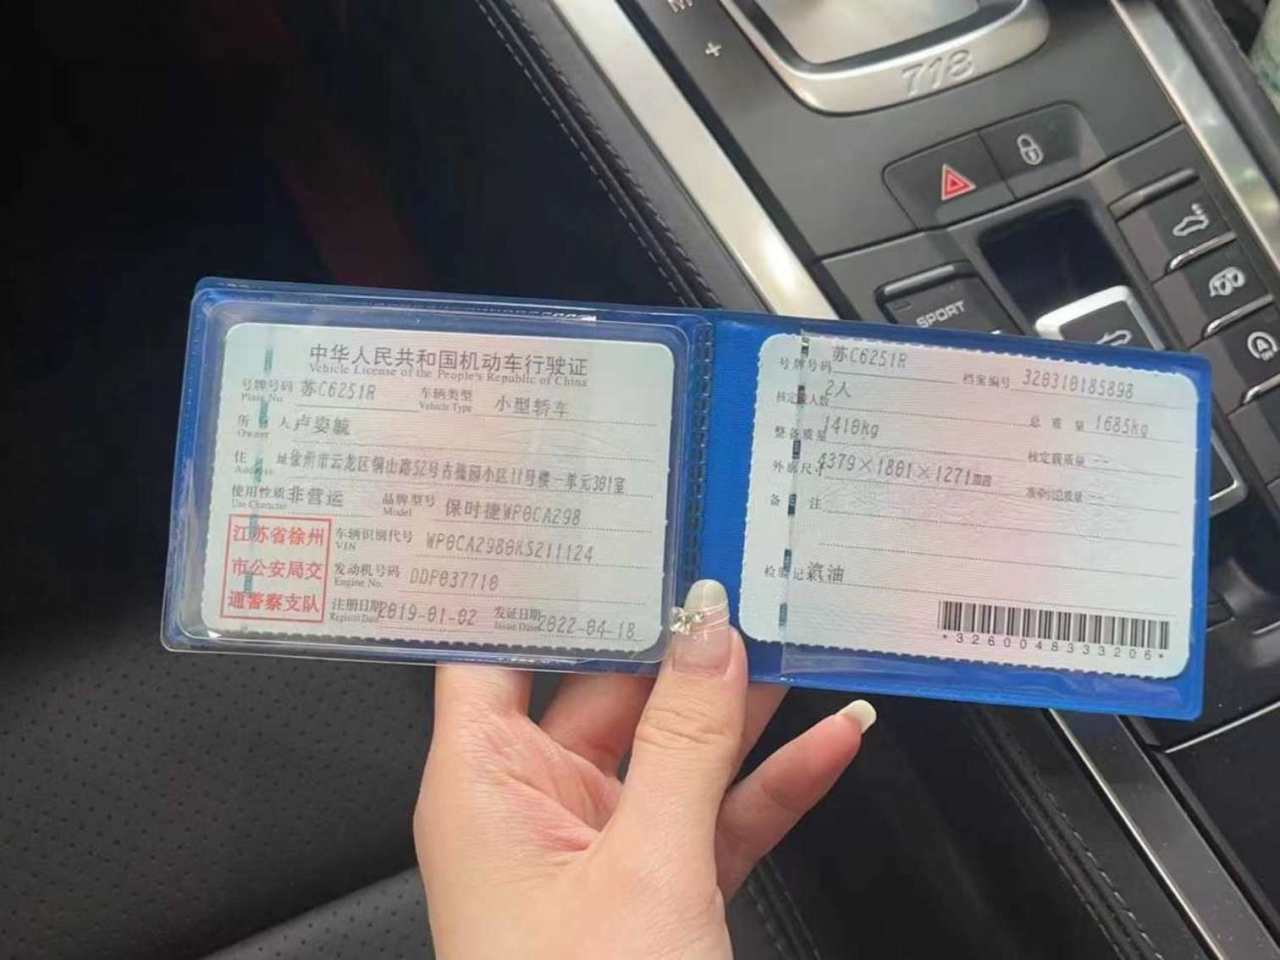 718
SPORT
中华人民共和国机动车行驶证
Vehicle License of the People's Republic of China
号牌号码 苏C6251R 车辆类型 小型轿车
Plate No. Vehicle Type
所 有 人 卢姿毓
Owner
住 址 徐州市云龙区铜山路52号古槐园小区11号楼一单元301室
Address
使用性质 非营运 品牌型号 保时捷WP0CA298
Use Character Model
江苏省徐州
市公安局交
通警察支队
车辆识别代号 WP0CA2980KS211124
VIN
发动机号码 DDP037710
Engine No.
注册日期 2019-01-02 发证日期 2022-04-18
Register Date Issue Date
号牌号码 苏C6251R 档案编号 320310185898
核定载人数 2人 总质量 1685kg
整备质量 1410kg 核定载质量 --
外廓尺寸 4379×1801×1271mm 准牵引总质量 --
备 注
检验记录 汽油
*3260048333206*